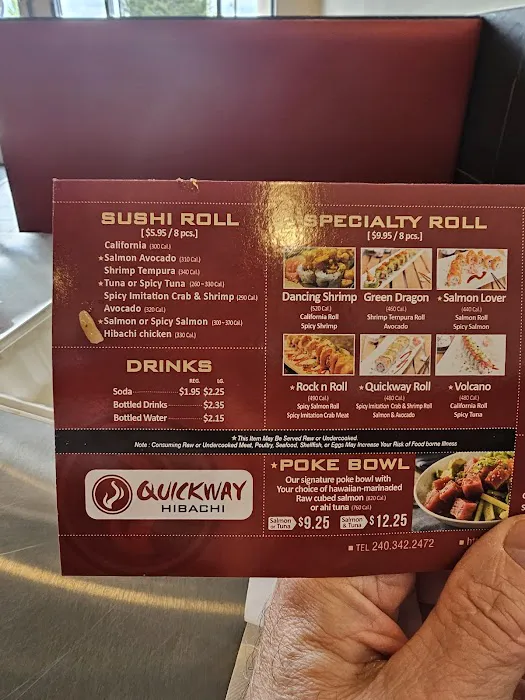 SUSHI ROLL
[ $5.95 / 8 pcs.]
California (300 Cal.)
★Salmon Avocado (310 Cal.)
Shrimp Tempura (340 Cal.)
★Tuna or Spicy Tuna (260~300 Cal.)
Spicy Imitation Crab & Shrimp (290 Cal.)
Avocado (320 Cal.)
★Salmon or Spicy Salmon (300~370 Cal.)
Hibachi chicken (330 Cal.)
DRINKS
REG. LG.
Soda $1.95 $2.25
Bottled Drinks $2.35
Bottled Water $2.15
SPECIALTY ROLL
[ $9.95 / 8 pcs.]
Dancing Shrimp
(520 Cal.)
California Roll
Spicy Shrimp
Green Dragon
(460 Cal.)
Shrimp Tempura Roll
Avocado
★Salmon Lover
(440 Cal.)
Salmon Roll
Spicy Salmon
★Rock n Roll
(490 Cal.)
Spicy Salmon Roll
Spicy Imitation Crab Meat
★Quickway Roll
(480 Cal.)
Spicy Imitation Crab & Shrimp Roll
Salmon & Avocado
★Volcano
(480 Cal.)
California Roll
Spicy Tuna
★This Item May Be Served Raw or Undercooked.
Note : Consuming Raw or Undercooked Meat, Poultry, Seafood, Shellfish, or Eggs May Increase Your Risk of Food borne Illness
QUICKWAY
HIBACHI
★POKE BOWL
Our signature poke bowl with
Your choice of hawaiian-marinaded
Raw cubed salmon (820 Cal.)
or ahi tuna (760 Cal.)
Salmon or Tuna $9.25 Salmon & Tuna $12.25
■ TEL 240.342.2472